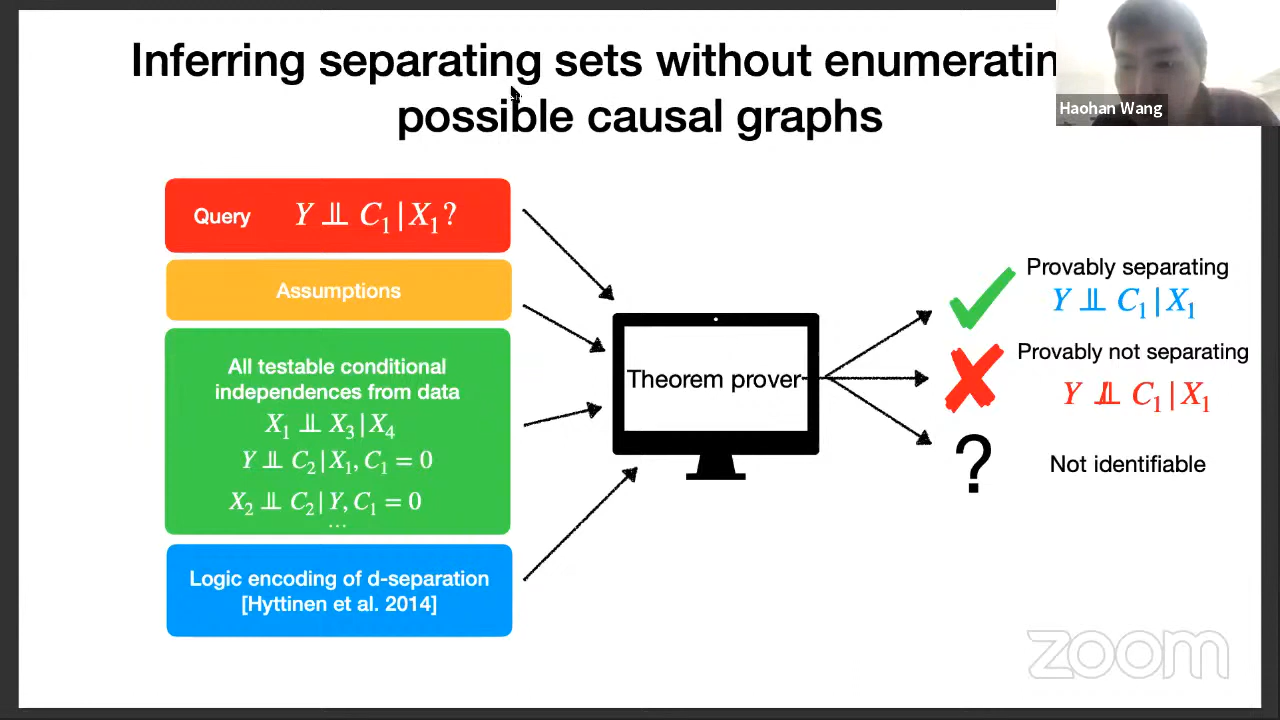 Inferring separating sets without enumeratin
possible causal graphs
Haohan Wang
Query Y ⫫ C₁ | X₁?
Assumptions
All testable conditional
independences from data
X₁ ⫫ X₃ | X₄
Y ⫫ C₂ | X₁, C₁ = 0
X₂ ⫫ C₂ | Y, C₁ = 0
...
Logic encoding of d-separation
[Hyttinen et al. 2014]
Theorem prover
Provably separating
Y ⫫ C₁ | X₁
Provably not separating
Y ⫫̸ C₁ | X₁
?
Not identifiable
zoom